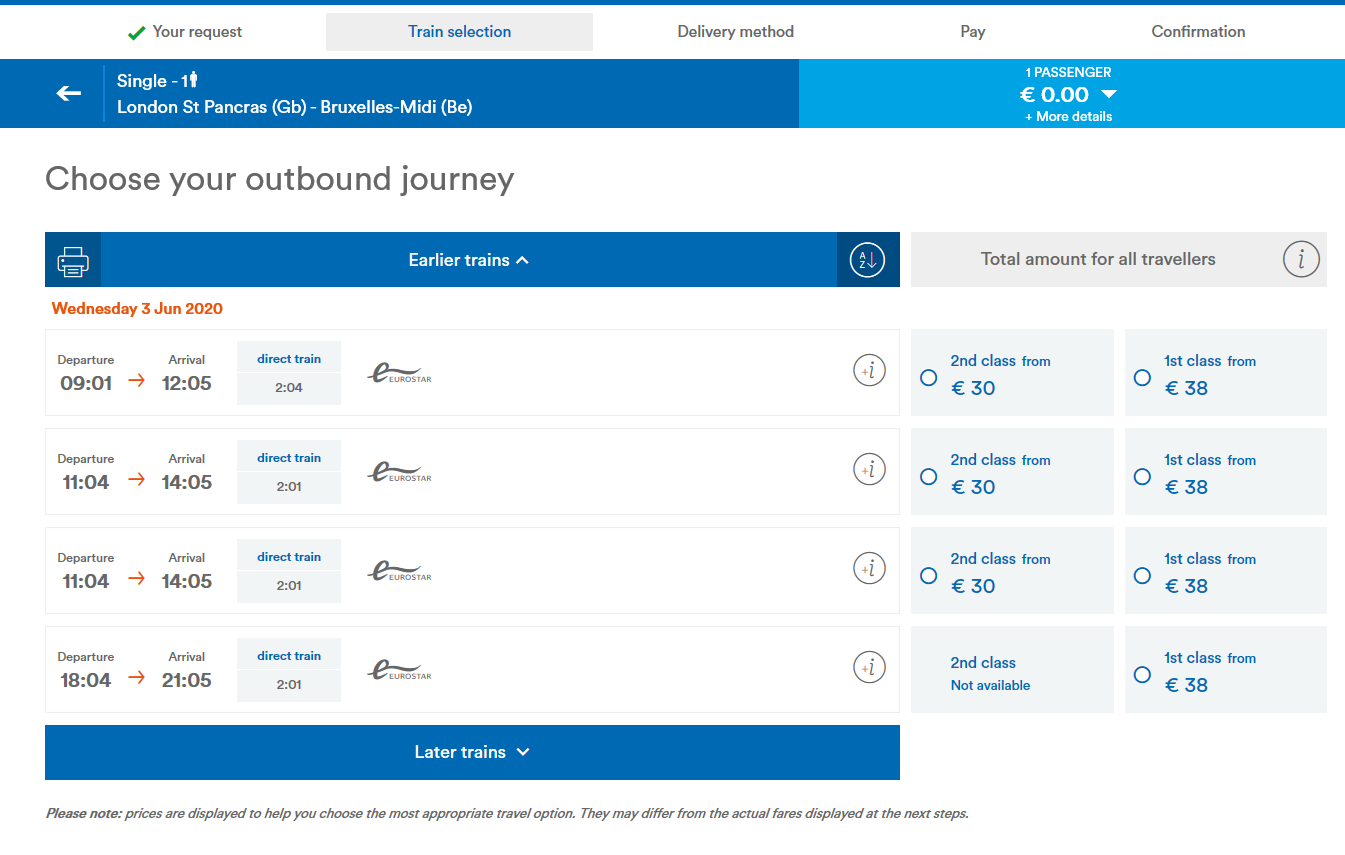 Your request
Train selection
Delivery method
Pay
Confirmation
Single - 1
London St Pancras (Gb) - Bruxelles-Midi (Be)
1 PASSENGER
€ 0.00
+ More details
Choose your outbound journey
Earlier trains
A
Z
Total amount for all travellers
i
Wednesday 3 Jun 2020
Departure Arrival direct train
09:01 → 12:05 2:04
e EUROSTAR
+i
2nd class from
€ 30
1st class from
€ 38
Departure Arrival direct train
11:04 → 14:05 2:01
e EUROSTAR
+i
2nd class from
€ 30
1st class from
€ 38
Departure Arrival direct train
11:04 → 14:05 2:01
e EUROSTAR
+i
2nd class from
€ 30
1st class from
€ 38
Departure Arrival direct train
18:04 → 21:05 2:01
e EUROSTAR
+i
2nd class
Not available
1st class from
€ 38
Later trains
Please note: prices are displayed to help you choose the most appropriate travel option. They may differ from the actual fares displayed at the next steps.